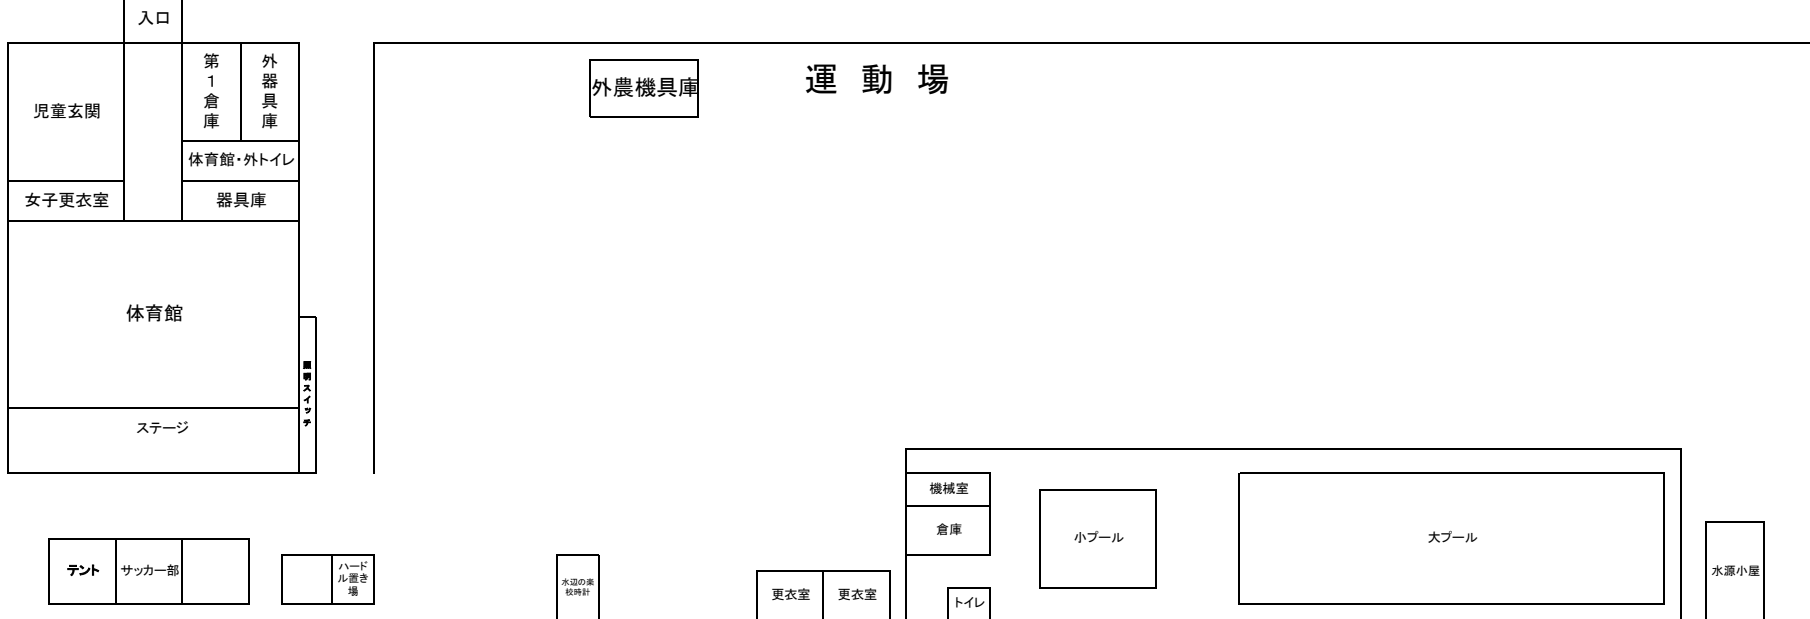 入口
第1倉庫
外器具庫
児童玄関
体育館・外トイレ
女子更衣室
器具庫
体育館
照明スイッチ
ステージ
外農機具庫
運動場
テント
サッカー部
ハード
ル置き
場
水辺の楽
校時計
更衣室
更衣室
機械室
倉庫
トイレ
小プール
大プール
水源小屋